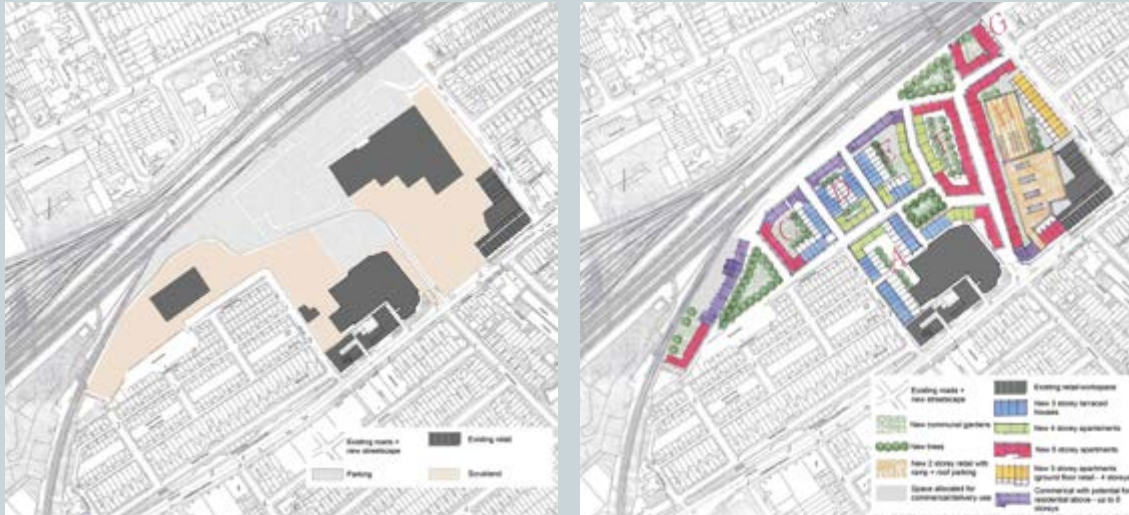 Existing roads +
new streetscape
Existing retail
Parking
Scrubland
G
E
D
C
A
Existing roads +
new streetscape
New communal gardens
New trees
New 2 storey retail with
ramp + roof parking
Space allocated for
commercial/delivery use
Existing retail/workspace
New 3 storey terraced
houses
New 4 storey apartments
New 5 storey apartments
New 5 storey apartments
(ground floor retail - 4 storeys
Commercial with potential for
residential above - up to
storeys